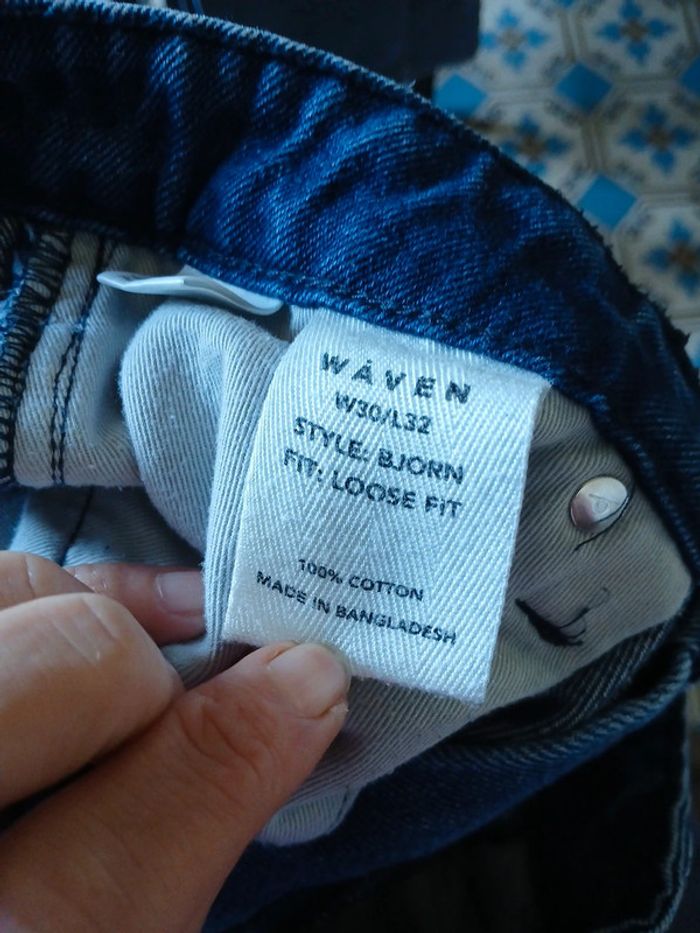 WÅVEN
W30/L32
STYLE: BJORN
FIT: LOOSE FIT
100% COTTON
MADE IN BANGLADESH